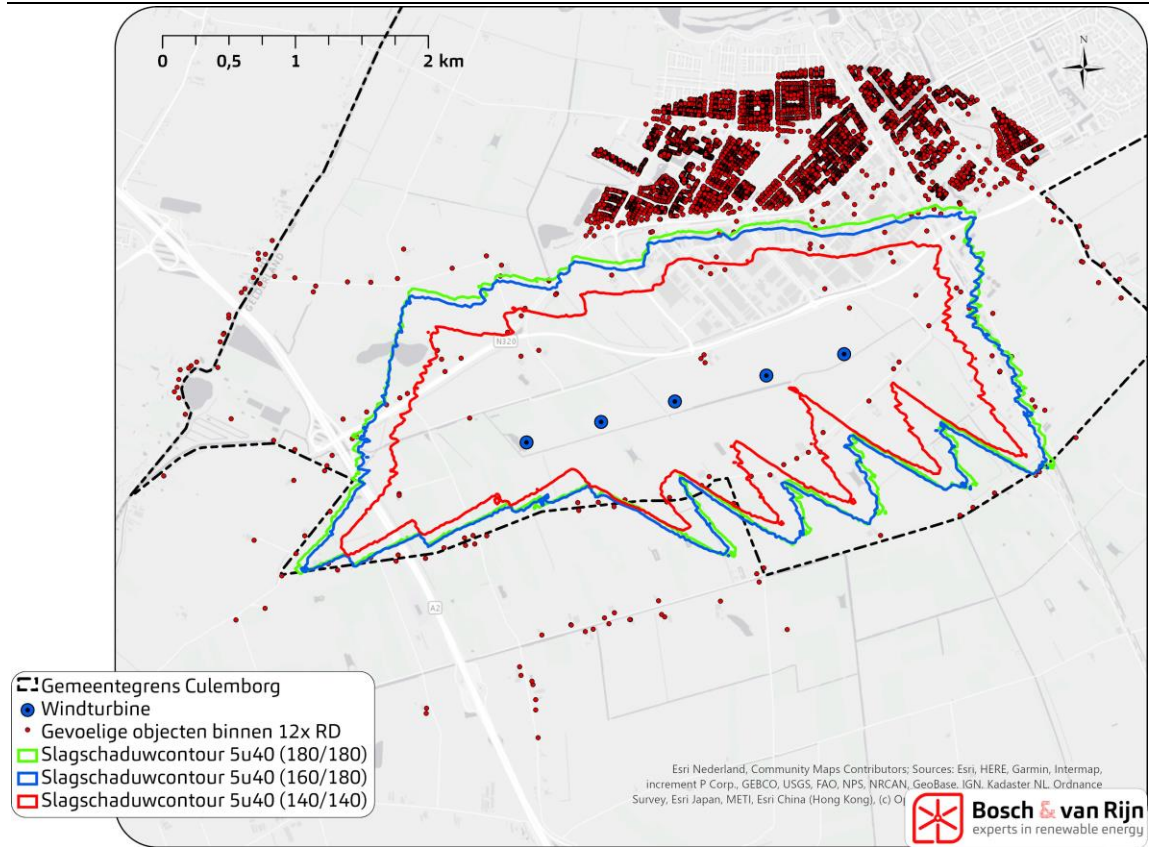 0 0,5 1 2 km
N
GELDERLAND
N320
A2
Gemeentegrens Culemborg
Windturbine
Gevoelige objecten binnen 12x RD
Slagschaduwcontour 5u40 (180/180)
Slagschaduwcontour 5u40 (160/180)
Slagschaduwcontour 5u40 (140/140)
Esri Nederland, Community Maps Contributors; Sources: Esri, HERE, Garmin, Intermap,
increment P Corp., GEBCO, USGS, FAO, NPS, NRCAN, GeoBase, IGN, Kadaster NL, Ordnance
Survey, Esri Japan, METI, Esri China (Hong Kong), (c) Op
Bosch & van Rijn
experts in renewable energy